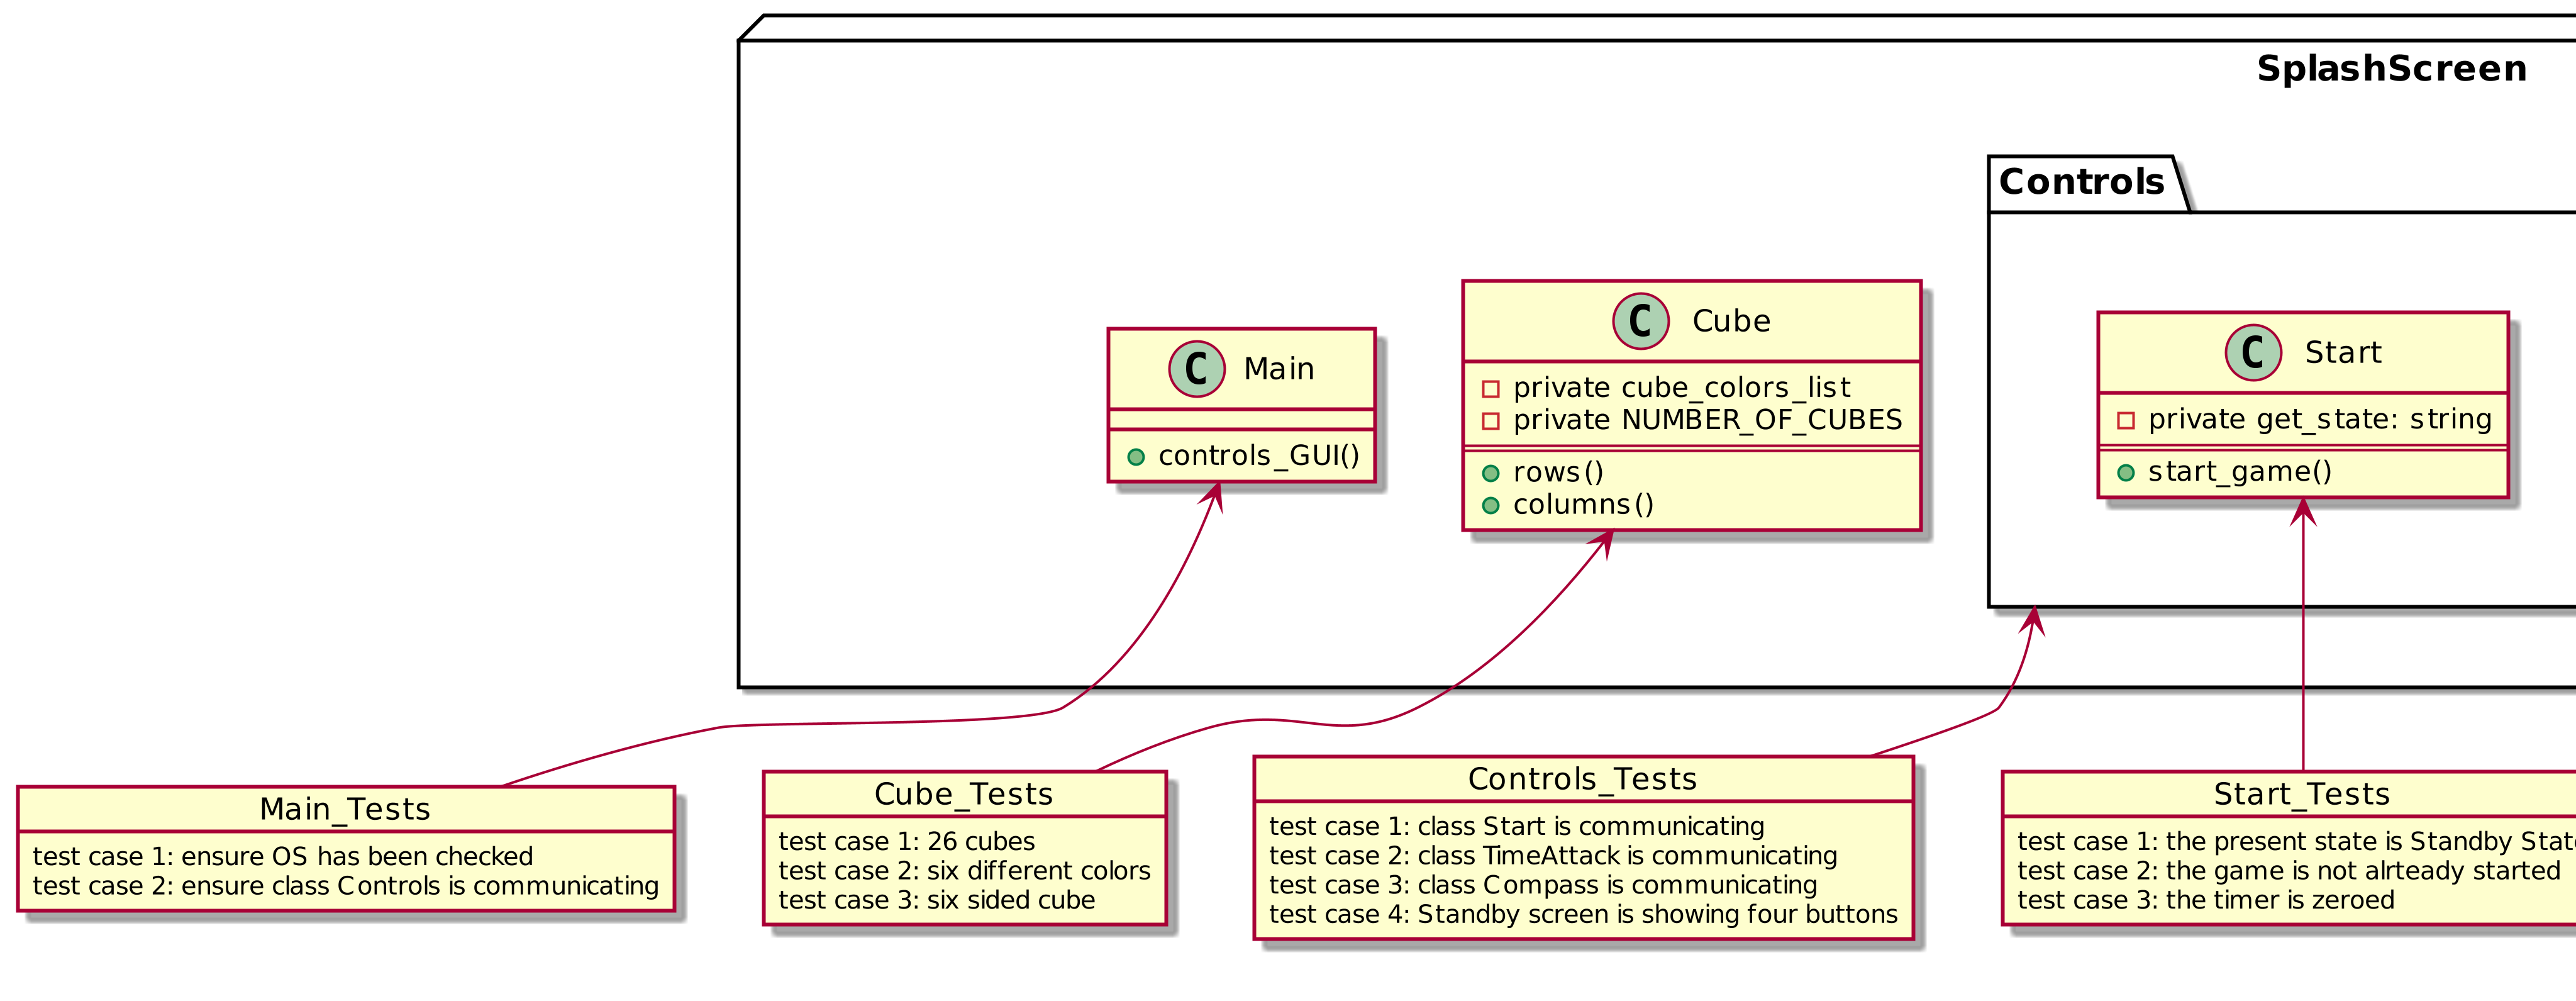 SplashScreen
Controls
C Main
controls_GUI()
C Cube
private cube_colors_list
private NUMBER_OF_CUBES
rows()
columns()
C Start
private get_state: string
start_game()
Main_Tests
test case 1: ensure OS has been checked
test case 2: ensure class Controls is communicating
Cube_Tests
test case 1: 26 cubes
test case 2: six different colors
test case 3: six sided cube
Controls_Tests
test case 1: class Start is communicating
test case 2: class TimeAttack is communicating
test case 3: class Compass is communicating
test case 4: Standby screen is showing four buttons
Start_Tests
test case 1: the present state is Standby
test case 2: the game is not alrteady started
test case 3: the timer is zeroed